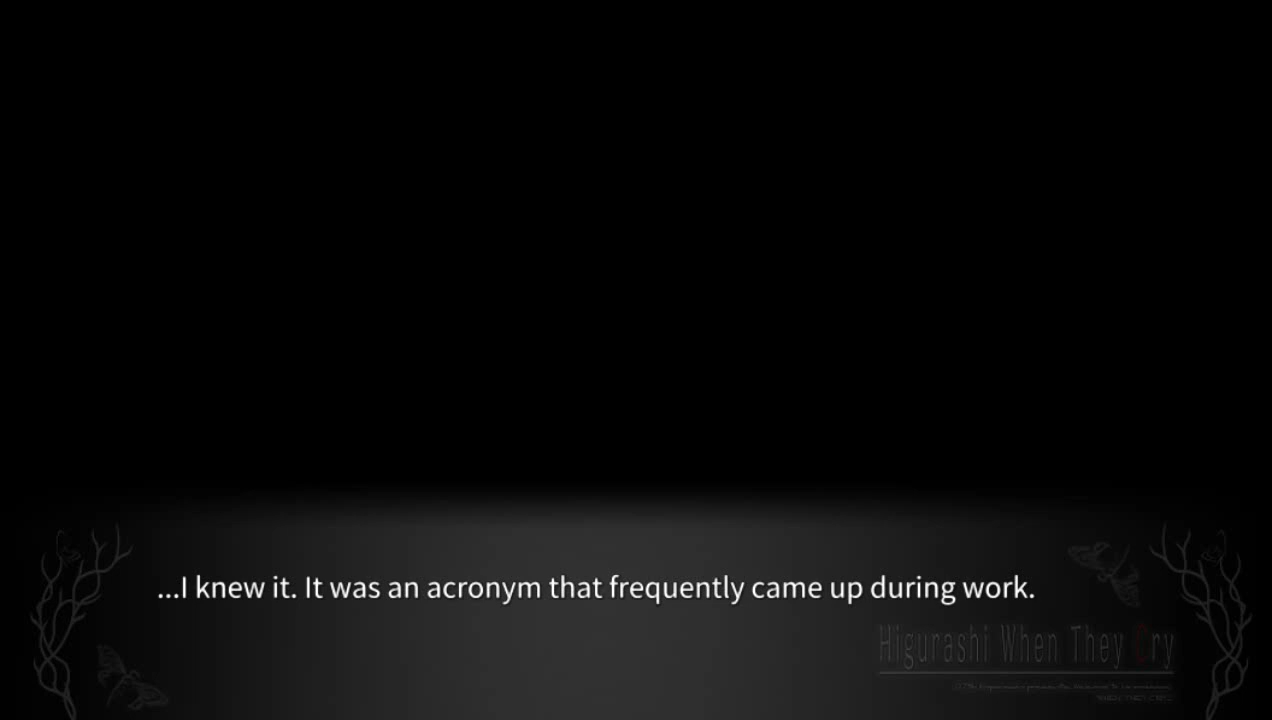 ...I knew it. It was an acronym that frequently came up during work.
Higurashi When They Cry